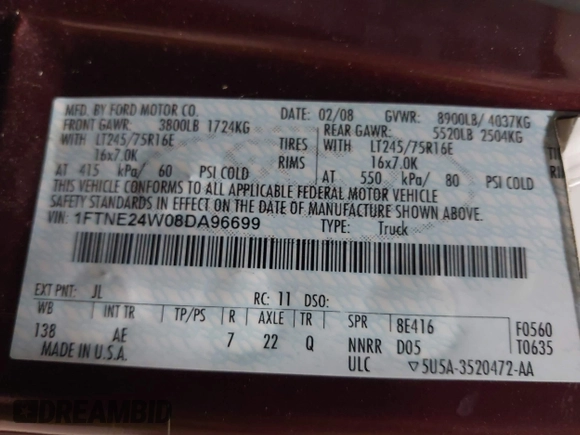 MFD. BY FORD MOTOR CO. DATE: 02/08 GVWR: 8900LB/ 4037KG
FRONT GAWR: 3800LB 1724KG REAR GAWR: 5520LB 2504KG
WITH LT245/75R16E TIRES WITH LT245/75R16E
16x7.0K RIMS 16x7.0K
AT 415 kPa/ 60 PSI COLD AT 550 kPa/ 80 PSI COLD
THIS VEHICLE CONFORMS TO ALL APPLICABLE FEDERAL MOTOR VEHICLE
SAFETY STANDARDS IN EFFECT ON THE DATE OF MANUFACTURE SHOWN ABOVE.
VIN: 1FTNE24W08DA96699 TYPE: Truck
EXT PNT: JL RC: 11 DSO:
WB INT TR TP/PS R AXLE TR SPR 8E416 F0560
138 AE 7 22 Q NNRR D05 T0635
MADE IN U.S.A. ULC ▽5U5A-3520472-AA
DREAMBID